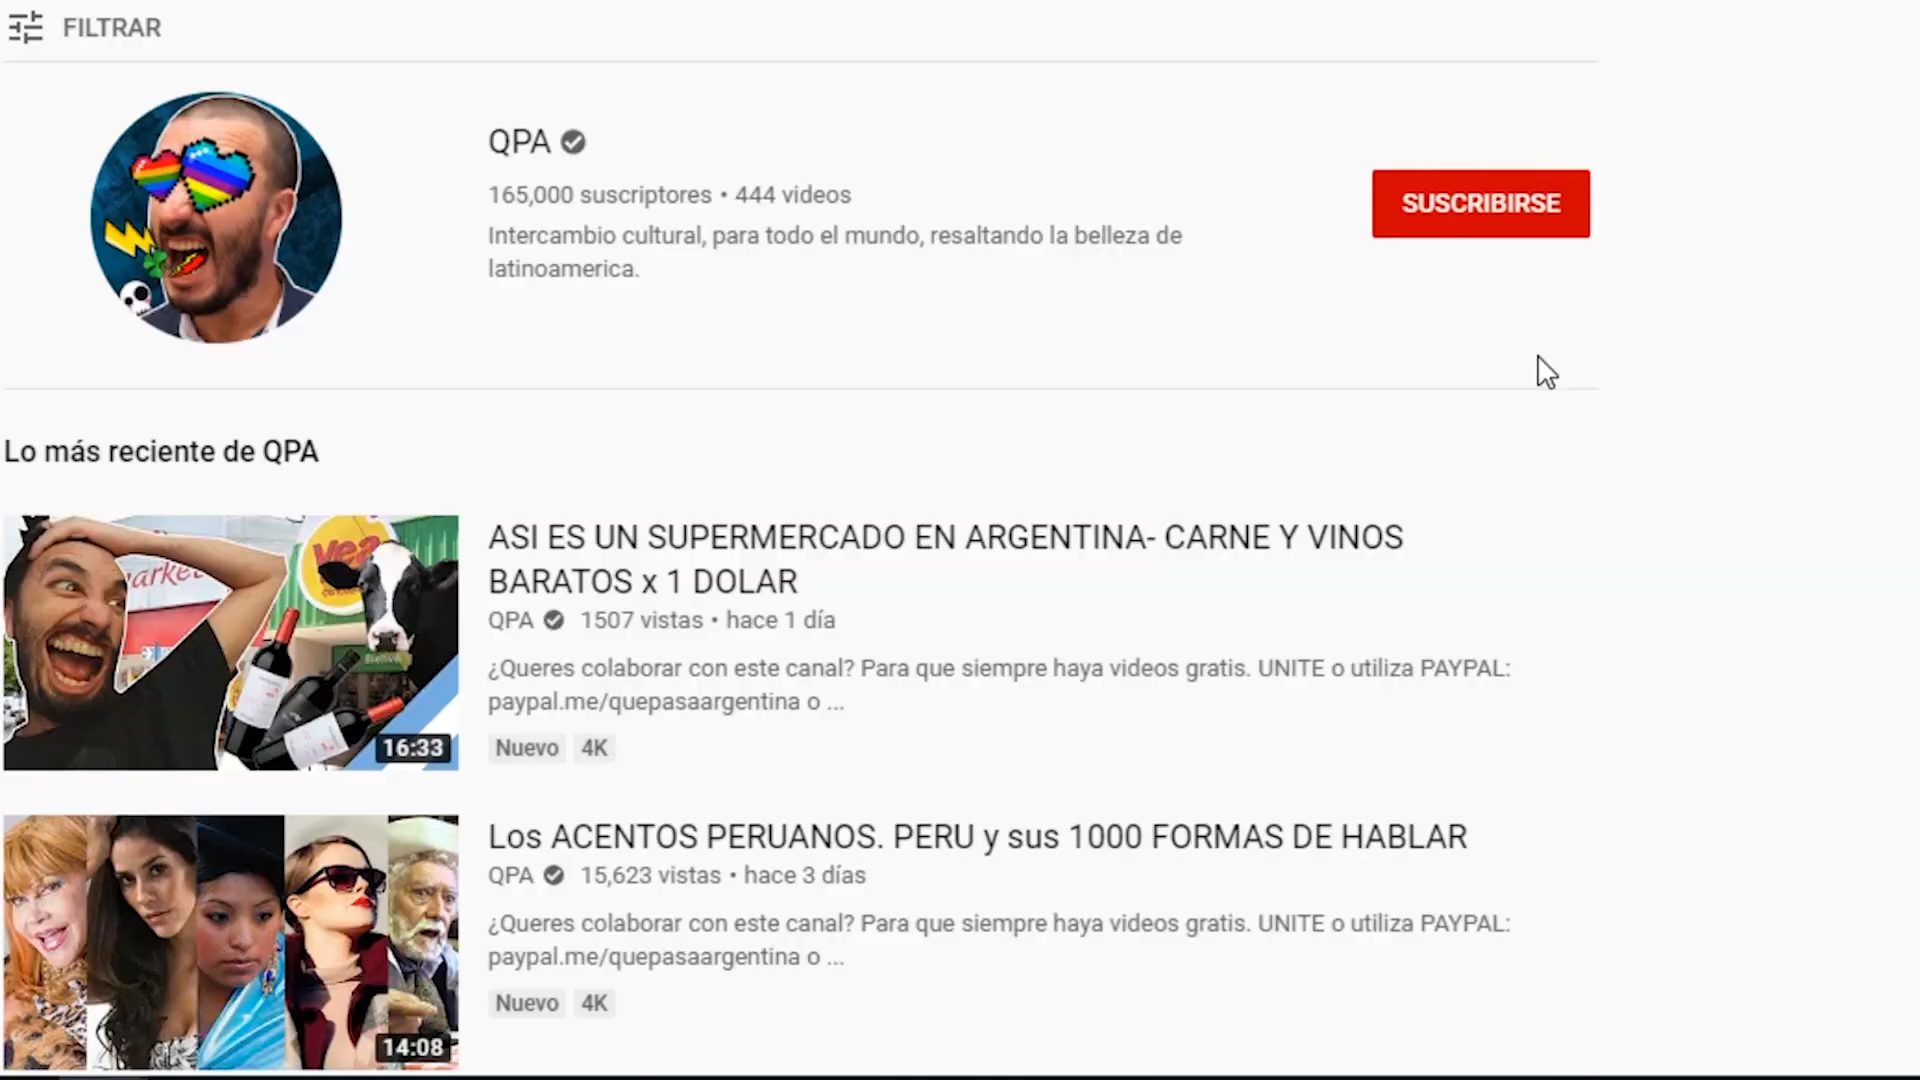 FILTRAR
QPA
165,000 suscriptores • 444 videos
Intercambio cultural, para todo el mundo, resaltando la belleza de
latinoamerica.
SUSCRIBIRSE
Lo más reciente de QPA
16:33
ASI ES UN SUPERMERCADO EN ARGENTINA- CARNE Y VINOS
BARATOS x 1 DOLAR
QPA 1507 vistas • hace 1 día
¿Queres colaborar con este canal? Para que siempre haya videos gratis. UNITE o utiliza PAYPAL:
paypal.me/quepasaargentina o ...
Nuevo 4K
14:08
Los ACENTOS PERUANOS. PERU y sus 1000 FORMAS DE HABLAR
QPA 15,623 vistas • hace 3 días
¿Queres colaborar con este canal? Para que siempre haya videos gratis. UNITE o utiliza PAYPAL:
paypal.me/quepasaargentina o ...
Nuevo 4K